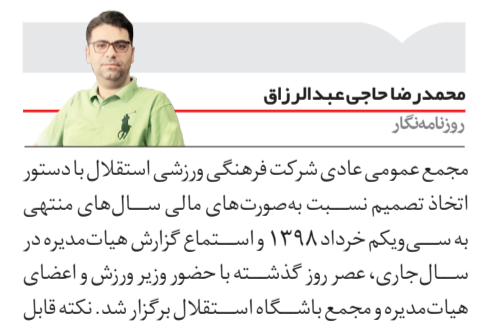 محمدرضا حاجی‌عبدالرزاق
روزنامه‌نگار
مجمع عمومی عادی شرکت فرهنگی ورزشی استقلال با دستور
اتخاذ تصمیم نسبت به‌صورت‌های مالی سال‌های منتهی
به سی‌ویکم خرداد ۱۳۹۸ و استماع گزارش هیات‌مدیره در
سال‌جاری، عصر روز گذشته با حضور وزیر ورزش و اعضای
هیات‌مدیره و مجمع باشگاه استقلال برگزار شد. نکته قابل